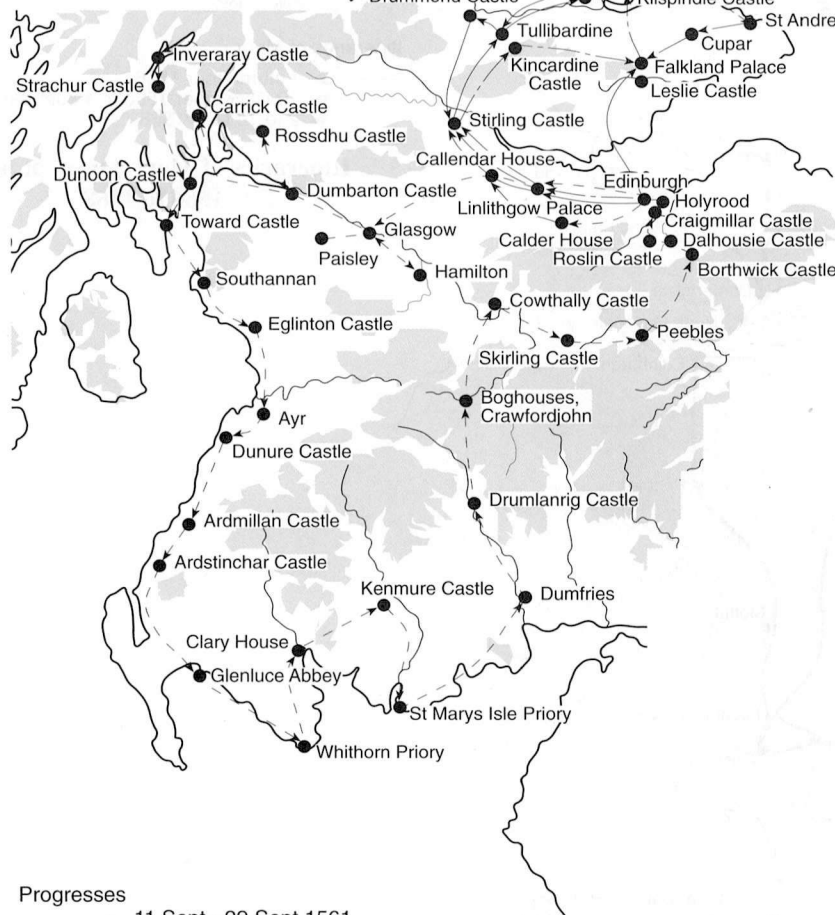 Tullibardine
St Andre
Cupar
Inveraray Castle
Kincardine
Castle
Falkland Palace
Strachur Castle
Leslie Castle
Carrick Castle
Stirling Castle
Rossdhu Castle
Callendar House
Dunoon Castle
Edinburgh
Dumbarton Castle
Holyrood
Linlithgow Palace
Craigmillar Castle
Toward Castle
Glasgow
Calder House
Dalhousie Castle
Paisley
Roslin Castle
Hamilton
Borthwick Castle
Southannan
Cowthally Castle
Eglinton Castle
Peebles
Skirling Castle
Boghouses,
Crawfordjohn
Ayr
Dunure Castle
Drumlanrig Castle
Ardmillan Castle
Ardstinchar Castle
Kenmure Castle
Dumfries
Clary House
Glenluce Abbey
St Marys Isle Priory
Whithorn Priory
Progresses